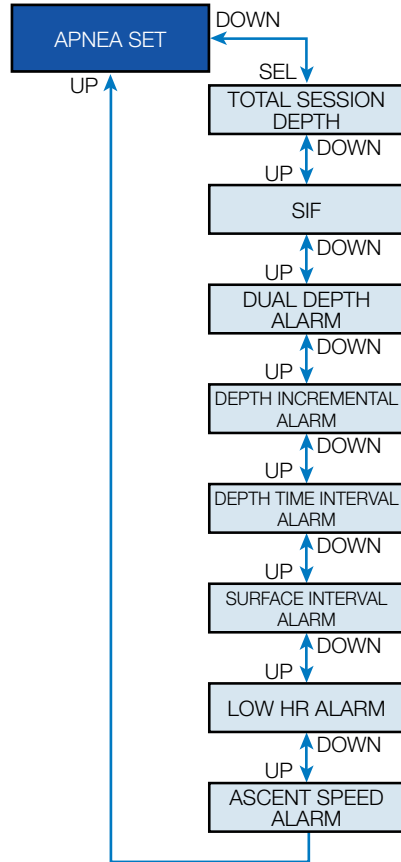 DOWN
APNEA SET
UP
SEL
TOTAL SESSION
DEPTH
DOWN
UP
SIF
DOWN
UP
DUAL DEPTH
ALARM
DOWN
UP
DEPTH INCREMENTAL
ALARM
DOWN
UP
DEPTH TIME INTERVAL
ALARM
DOWN
UP
SURFACE INTERVAL
ALARM
DOWN
UP
LOW HR ALARM
DOWN
UP
ASCENT SPEED
ALARM